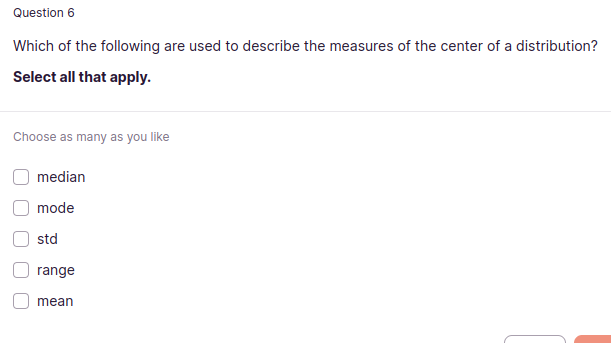 Question 6
Which of the following are used to describe the measures of the center of a distribution?
Select all that apply.
Choose as many as you like
median
mode
std
range
mean